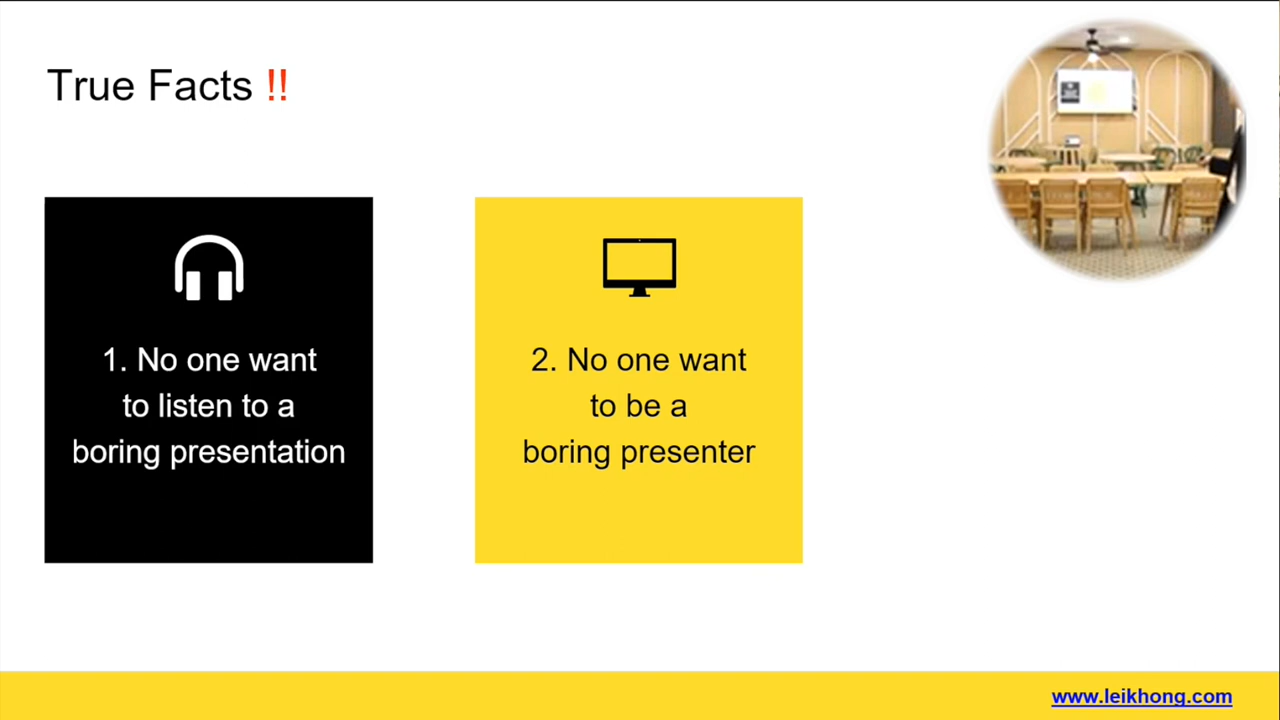 True Facts !!
1. No one want
to listen to a
boring presentation
2. No one want
to be a
boring presenter
www.leikhong.com